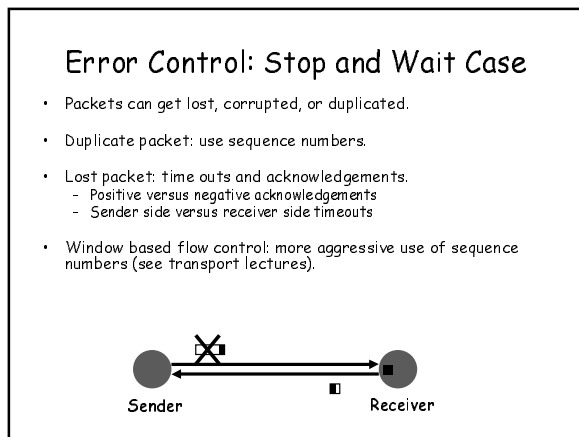 Error Control: Stop and Wait Case
• Packets can get lost, corrupted, or duplicated.
• Duplicate packet: use sequence numbers.
• Lost packet: time outs and acknowledgements.
– Positive versus negative acknowledgements
– Sender side versus receiver side timeouts
• Window based flow control: more aggressive use of sequence
numbers (see transport lectures).
Sender
Receiver